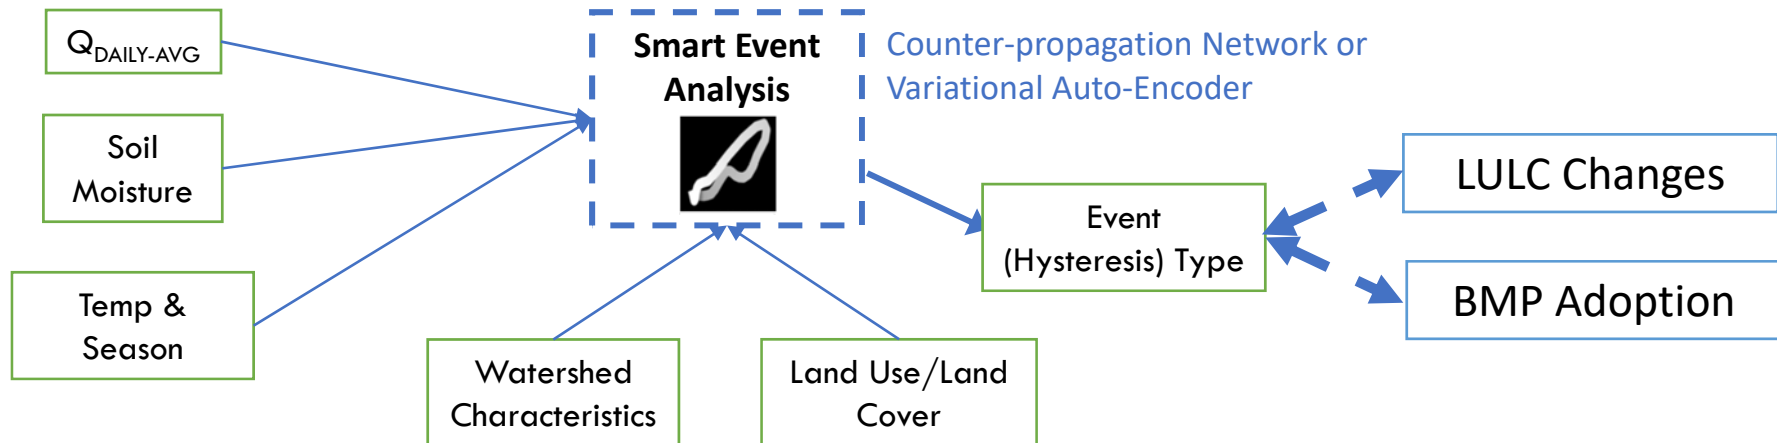 Q_DAILY-AVG
Smart Event
Analysis
Counter-propagation Network or
Variational Auto-Encoder
Soil
Moisture
LULC Changes
Event
(Hysteresis) Type
Temp &
Season
BMP Adoption
Watershed
Characteristics
Land Use/Land
Cover